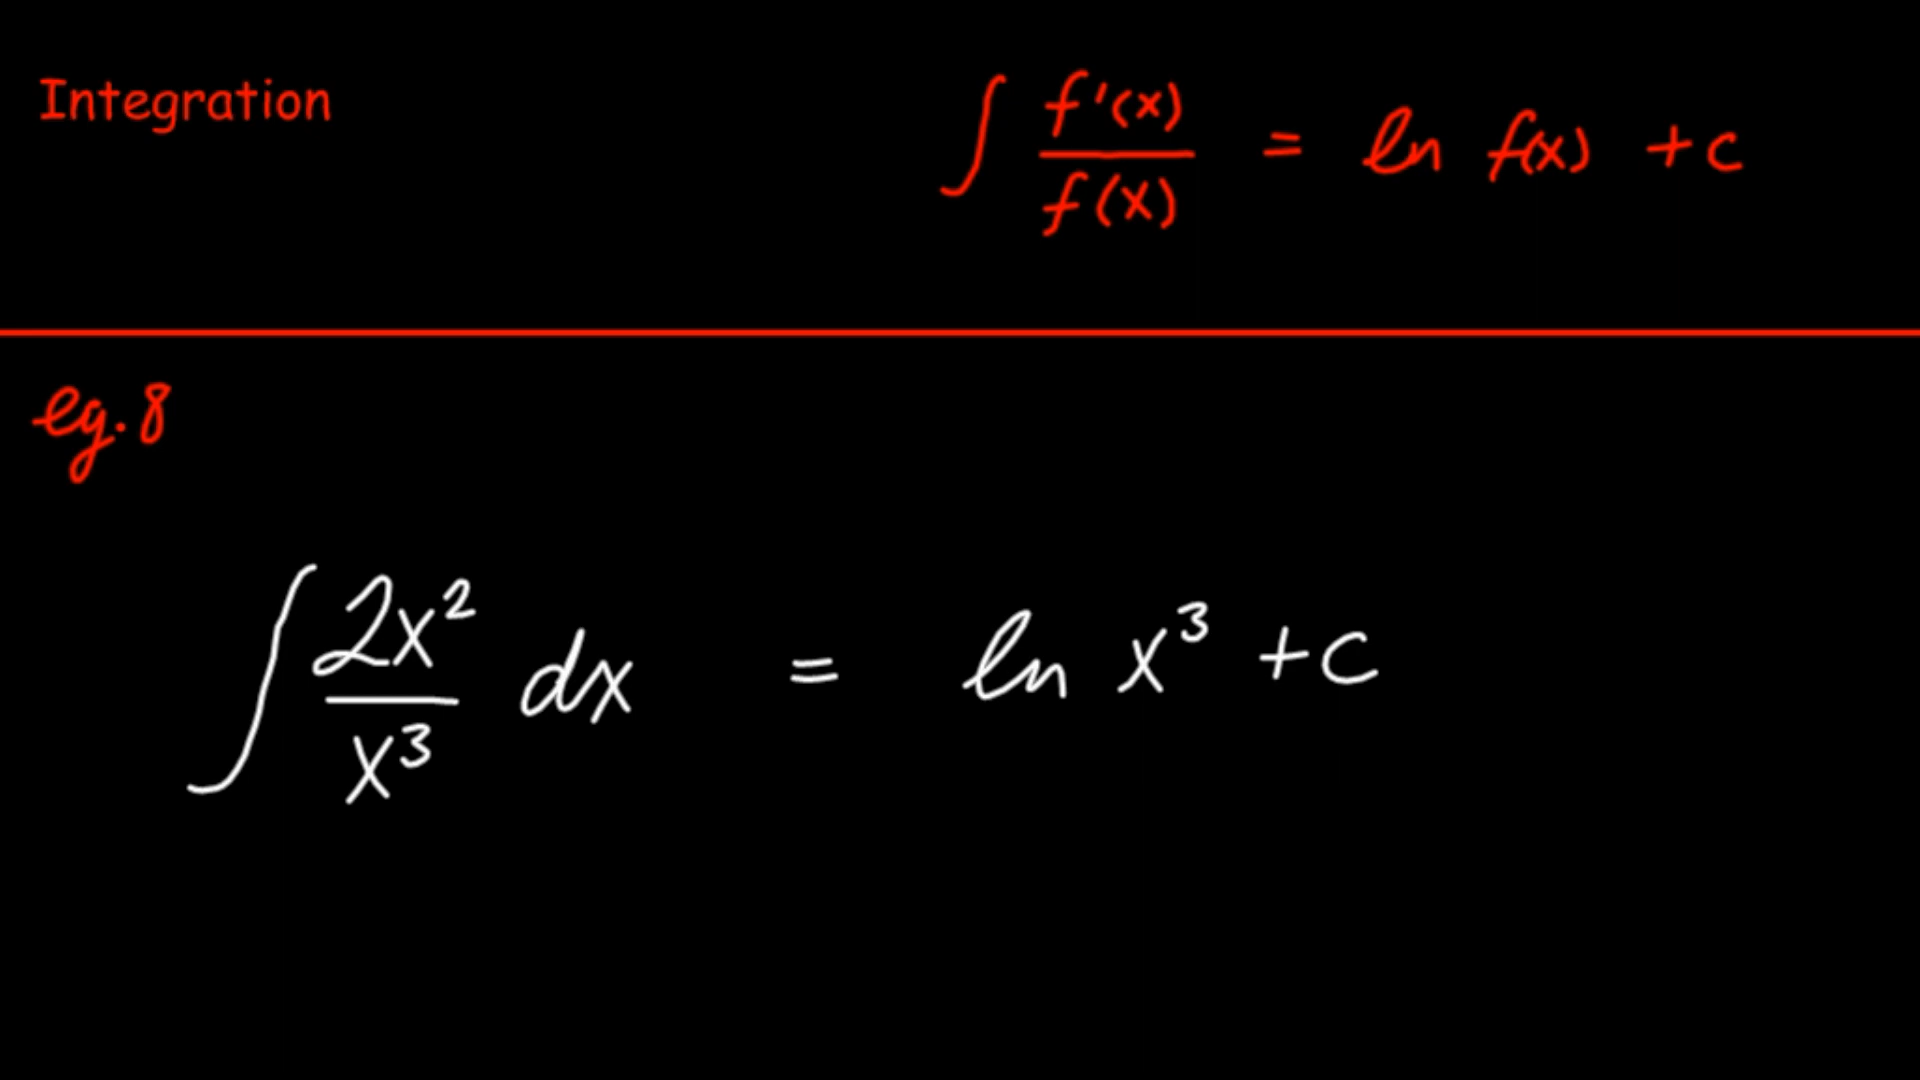 Integration
∫ f'(x)/f(x) = ln f(x) + c
eg. 8
∫ 2x²/x³ dx = ln x³ + c